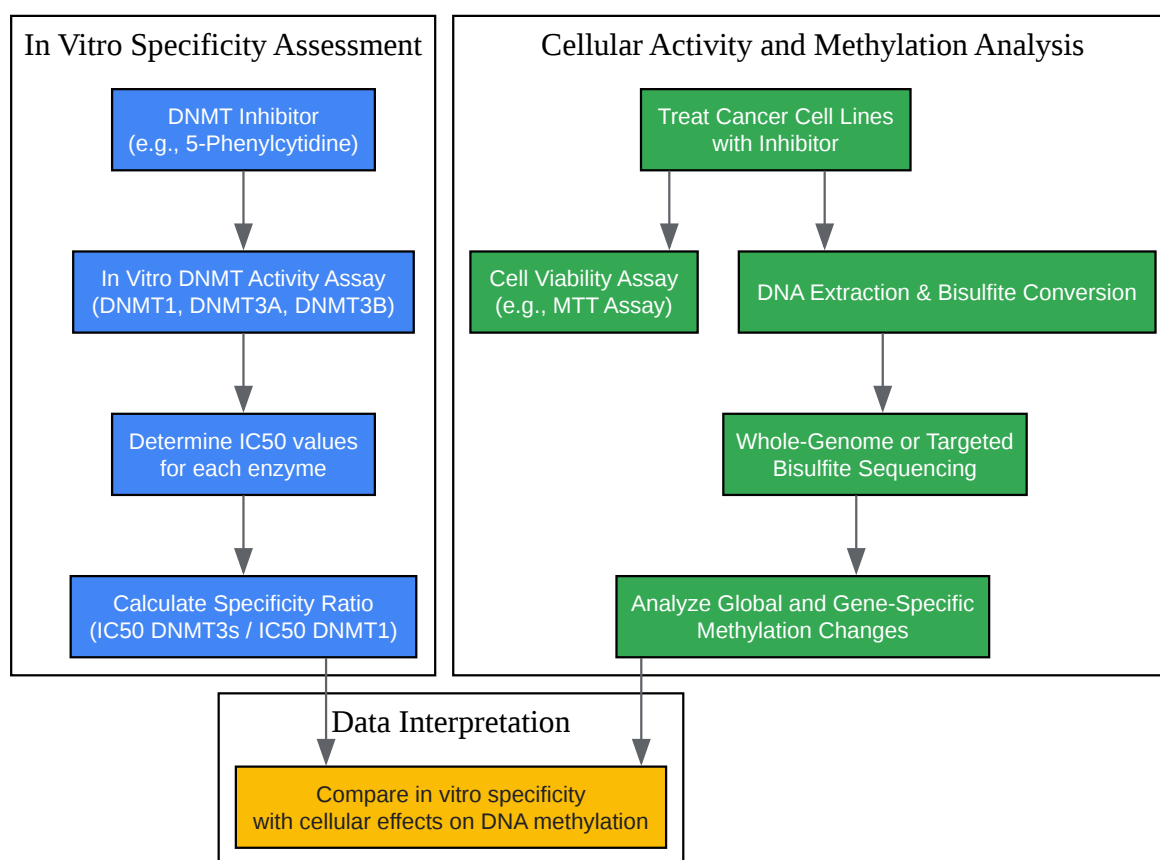 In Vitro Specificity Assessment
DNMT Inhibitor
(e.g., 5-Phenylcytidine)
In Vitro DNMT Activity Assay
(DNMT1, DNMT3A, DNMT3B)
Determine IC50 values
for each enzyme
Calculate Specificity Ratio
(IC50 DNMT3s / IC50 DNMT1)
Cellular Activity and Methylation Analysis
Treat Cancer Cell Lines
with Inhibitor
Cell Viability Assay
(e.g., MTT Assay)
DNA Extraction & Bisulfite Conversion
Whole-Genome or Targeted
Bisulfite Sequencing
Analyze Global and Gene-Specific
Methylation Changes
Data Interpretation
Compare in vitro specificity
with cellular effects on DNA methylation